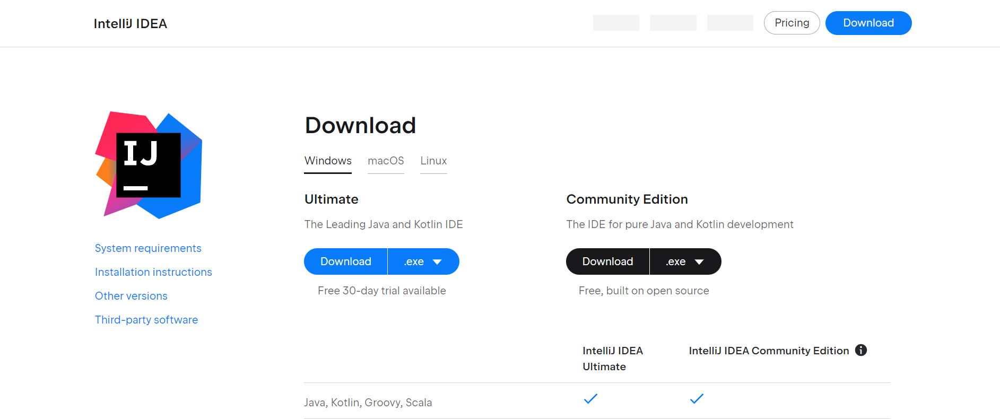 IntelliJ IDEA
Pricing
Download
IJ
Download
Windows
macOS
Linux
Ultimate
The Leading Java and Kotlin IDE
Download
.exe
Free 30-day trial available
Community Edition
The IDE for pure Java and Kotlin development
Download
.exe
Free, built on open source
System requirements
Installation instructions
Other versions
Third-party software
IntelliJ IDEA
Ultimate
IntelliJ IDEA Community Edition
Java, Kotlin, Groovy, Scala